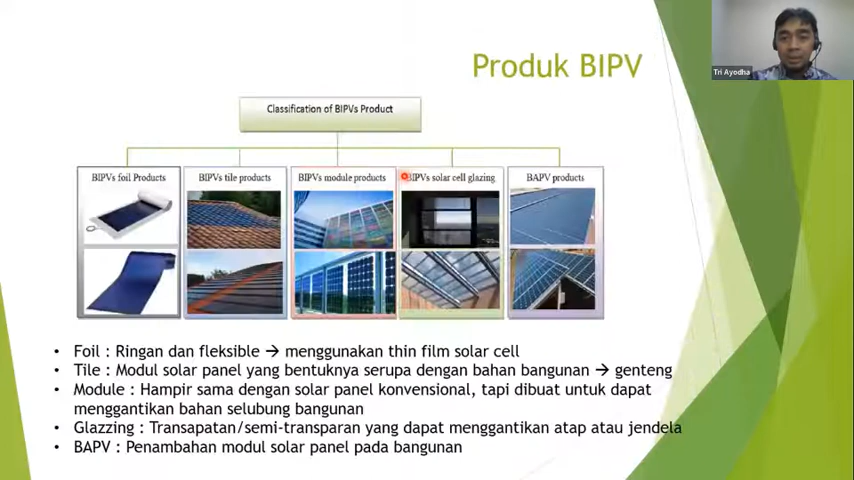 Produk BIPV
Tri Ayodha
Classification of BIPVs Product
BIPVs foil Products
BIPVs tile products
BIPVs module products
BIPVs solar cell glazing
BAPV products
• Foil : Ringan dan fleksible → menggunakan thin film solar cell
• Tile : Modul solar panel yang bentuknya serupa dengan bahan bangunan → genteng
• Module : Hampir sama dengan solar panel konvensional, tapi dibuat untuk dapat
menggantikan bahan selubung bangunan
• Glazzing : Transapatan/semi-transparan yang dapat menggantikan atap atau jendela
• BAPV : Penambahan modul solar panel pada bangunan